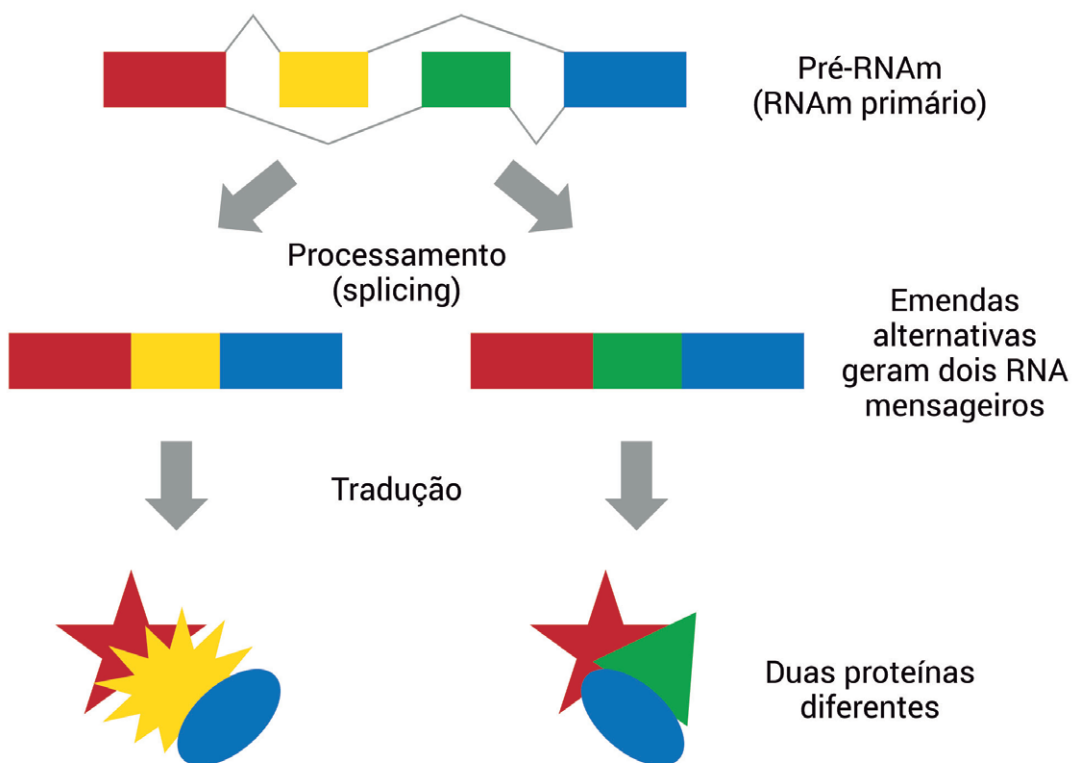 Pré-RNAm
(RNAm primário)
Processamento
(splicing)
Emendas
alternativas
geram dois RNA
mensageiros
Tradução
Duas proteínas
diferentes